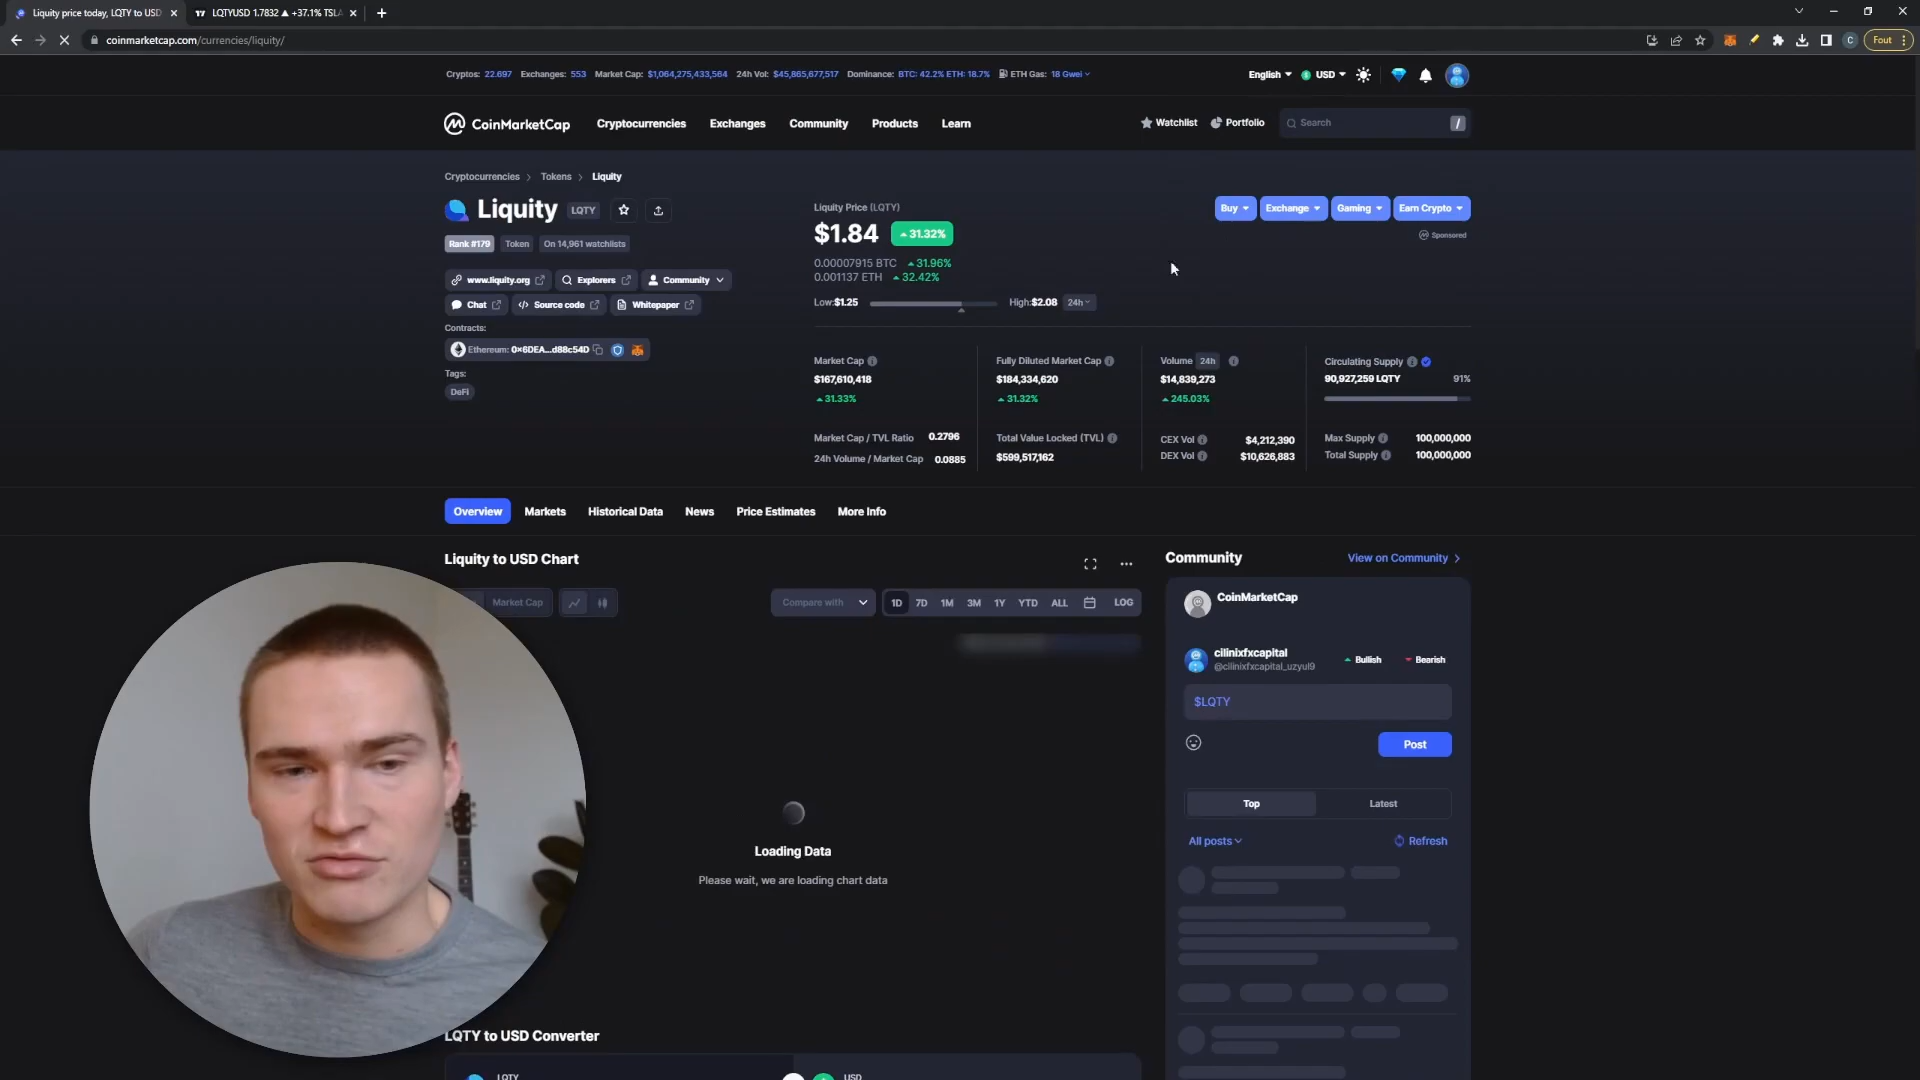 Liquity price today, LQTY to USD
LQTYUSD 1.7832 ▲ +37.1% TSLA
coinmarketcap.com/currencies/liquity/
Fout
Cryptos: 22.697 Exchanges: 553 Market Cap: $1,064,275,433,564 24h Vol: $45,865,677,517 Dominance: BTC: 42.2% ETH: 18.7% ETH Gas: 18 Gwei
English USD
CoinMarketCap Cryptocurrencies Exchanges Community Products Learn
Watchlist Portfolio Search /
Cryptocurrencies > Tokens > Liquity
Liquity LQTY
Rank #179 Token On 14,961 watchlists
www.liquity.org Explorers Community
Chat Source code Whitepaper
Contracts:
Ethereum: 0x6DEA...d88c54D
Tags:
DeFi
Liquity Price (LQTY)
$1.84 31.32%
0.00007915 BTC 31.96%
0.001137 ETH 32.42%
Low:$1.25 High:$2.08 24h
Buy Exchange Gaming Earn Crypto
Sponsored
Market Cap
$167,610,418
31.33%
Market Cap / TVL Ratio 0.2796
24h Volume / Market Cap 0.0885
Fully Diluted Market Cap
$184,334,620
31.32%
Total Value Locked (TVL)
$599,517,162
Volume 24h
$14,839,273
245.03%
CEX Vol $4,212,390
DEX Vol $10,626,883
Circulating Supply
90,927,259 LQTY 91%
Max Supply 100,000,000
Total Supply 100,000,000
Overview Markets Historical Data News Price Estimates More Info
Liquity to USD Chart
Market Cap
Compare with 1D 7D 1M 3M 1Y YTD ALL LOG
Loading Data
Please wait, we are loading chart data
LQTY to USD Converter
LQTY USD
Community View on Community >
CoinMarketCap
cilinixfxcapital
@cilinixfxcapital_uzyul9
Bullish Bearish
$LQTY
Post
Top Latest
All posts Refresh